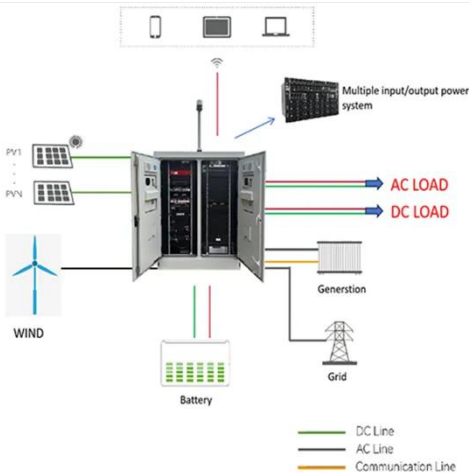 Multiple input/output power
system
PV1
PVN
AC LOAD
DC LOAD
WIND
Generstion
Battery
Grid
DC Line
AC Line
Communication Line